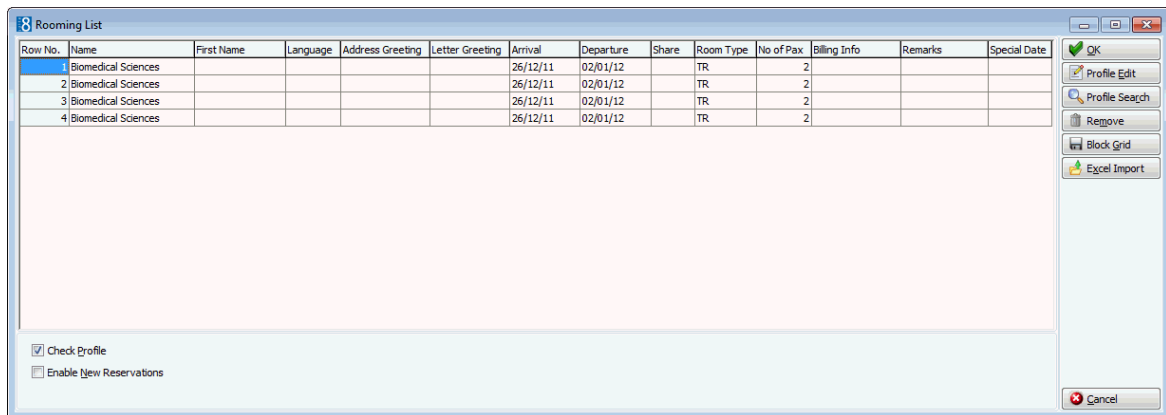 8 Rooming List
Row No. Name First Name Language Address Greeting Letter Greeting Arrival Departure Share Room Type No of Pax Billing Info Remarks Special Date
1 Biomedical Sciences 26/12/11 02/01/12 TR 2
2 Biomedical Sciences 26/12/11 02/01/12 TR 2
3 Biomedical Sciences 26/12/11 02/01/12 TR 2
4 Biomedical Sciences 26/12/11 02/01/12 TR 2
OK
Profile Edit
Profile Search
Remove
Block Grid
Excel Import
Check Profile
Enable New Reservations
Cancel